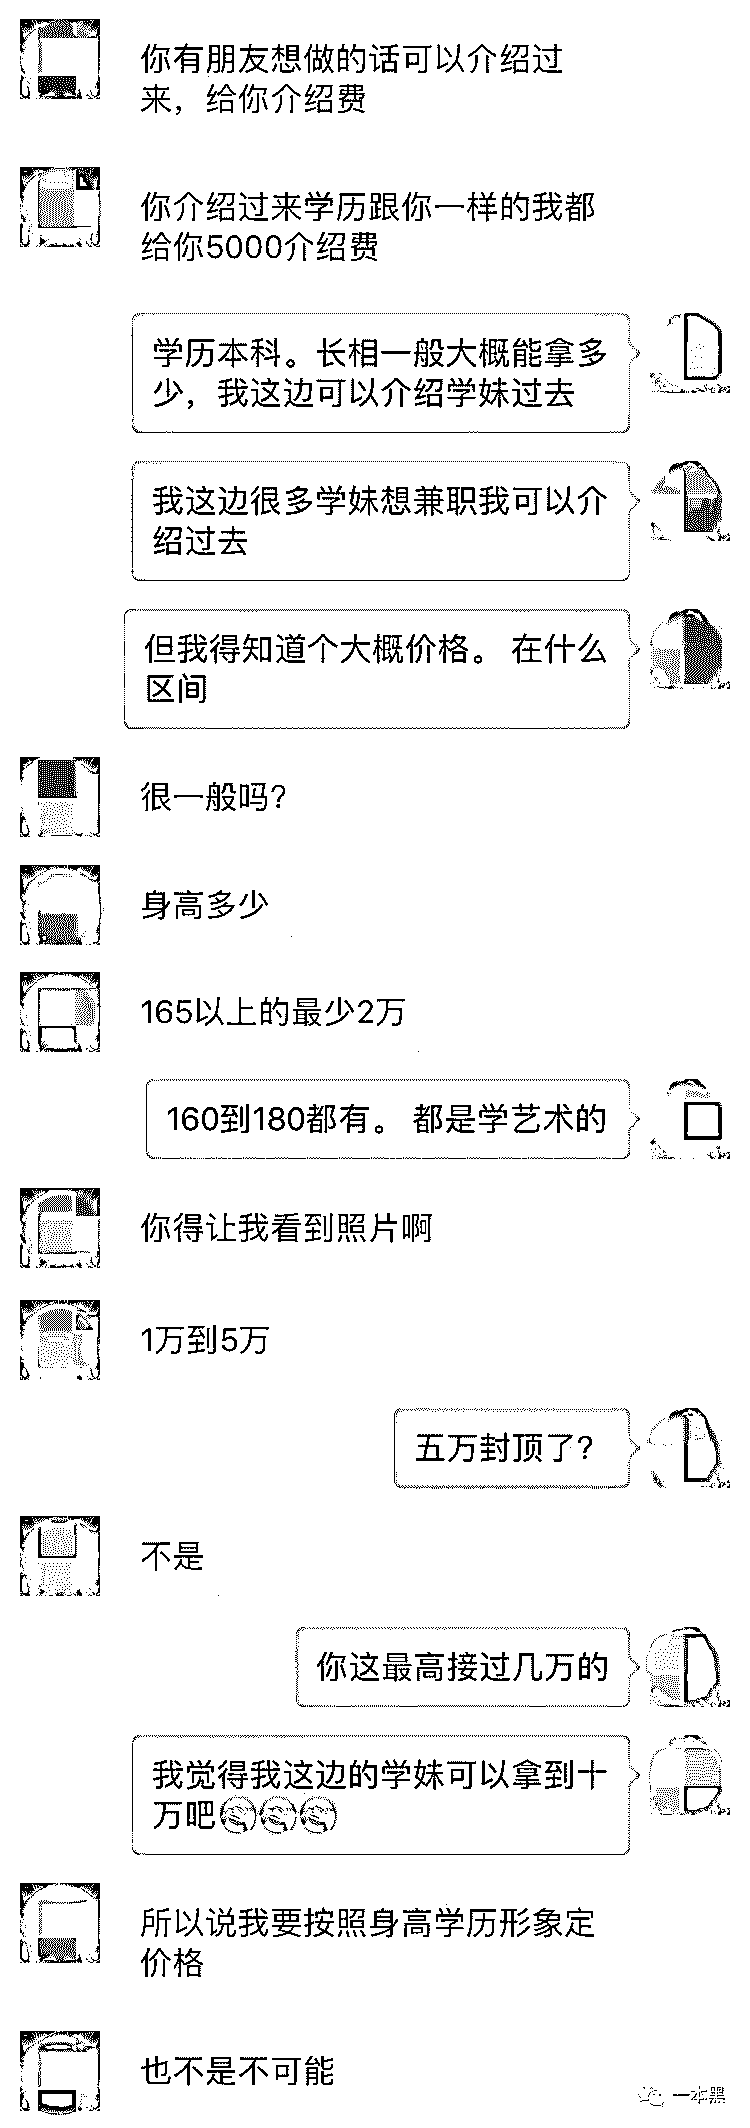 你有朋友想做的话可以介绍过
来，给你介绍费
你介绍过来学历跟你一样的我都
给你5000介绍费
学历本科。长相一般大概能拿多
少，我这边可以介绍学妹过去
我这边很多学妹想兼职我可以介
绍过去
但我得知道个大概价格。 在什么
区间
很一般吗？
身高多少
165以上的最少2万
160到180都有。 都是学艺术的
你得让我看到照片啊
1万到5万
五万封顶了？
不是
你这最高接过几万的
我觉得我这边的学妹可以拿到十
万吧
所以说我要按照身高学历形象定
价格
也不是不可能
一本黑